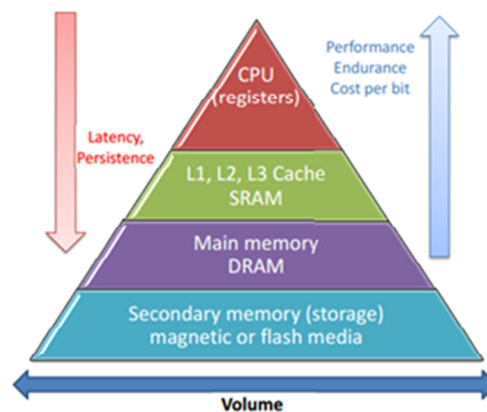 CPU
(registers)
Latency,
Persistence
Performance
Endurance
Cost per bit
L1, L2, L3 Cache
SRAM
Main memory
DRAM
Secondary memory (storage)
magnetic or flash media
Volume